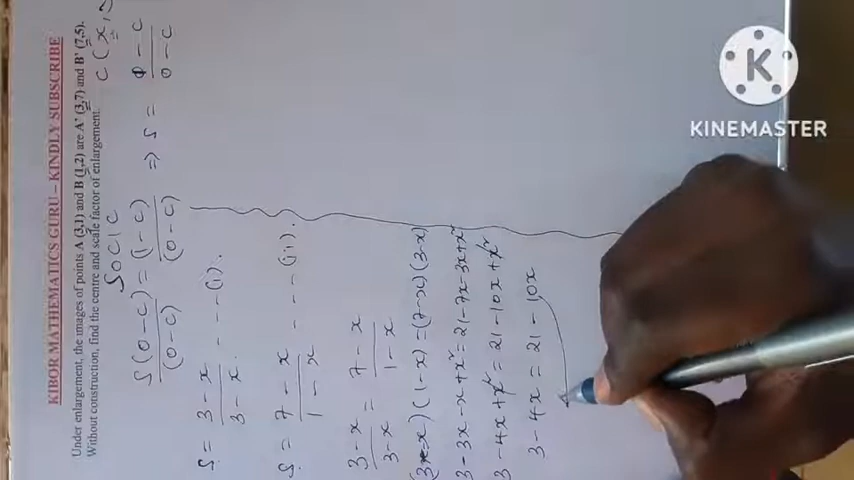 KIBOR MATHEMATICS GURU – KINDLY SUBSCRIBE
Under enlargement, the images of points A (3,1) and B (1,2) are A' (3,7) and B' (7,5).
Without construction, find the centre and scale factor of enlargement.
C (x,
SOCIC
S(O-C) = (I-C) ⇒ S = I - C
(O-C) (O-C) O - C
S = 3 - x --- (i).
3 - x
S = 7 - x --- (ii).
1 - x
3 - x = 7 - x
3 - x 1 - x
(3-x)(1-x) = (7-x)(3-x)
3 - 3x - x + x² = 21 - 7x - 3x + x²
3 - 4x + x² = 21 - 10x + x²
3 - 4x = 21 - 10x
K
KINEMASTER